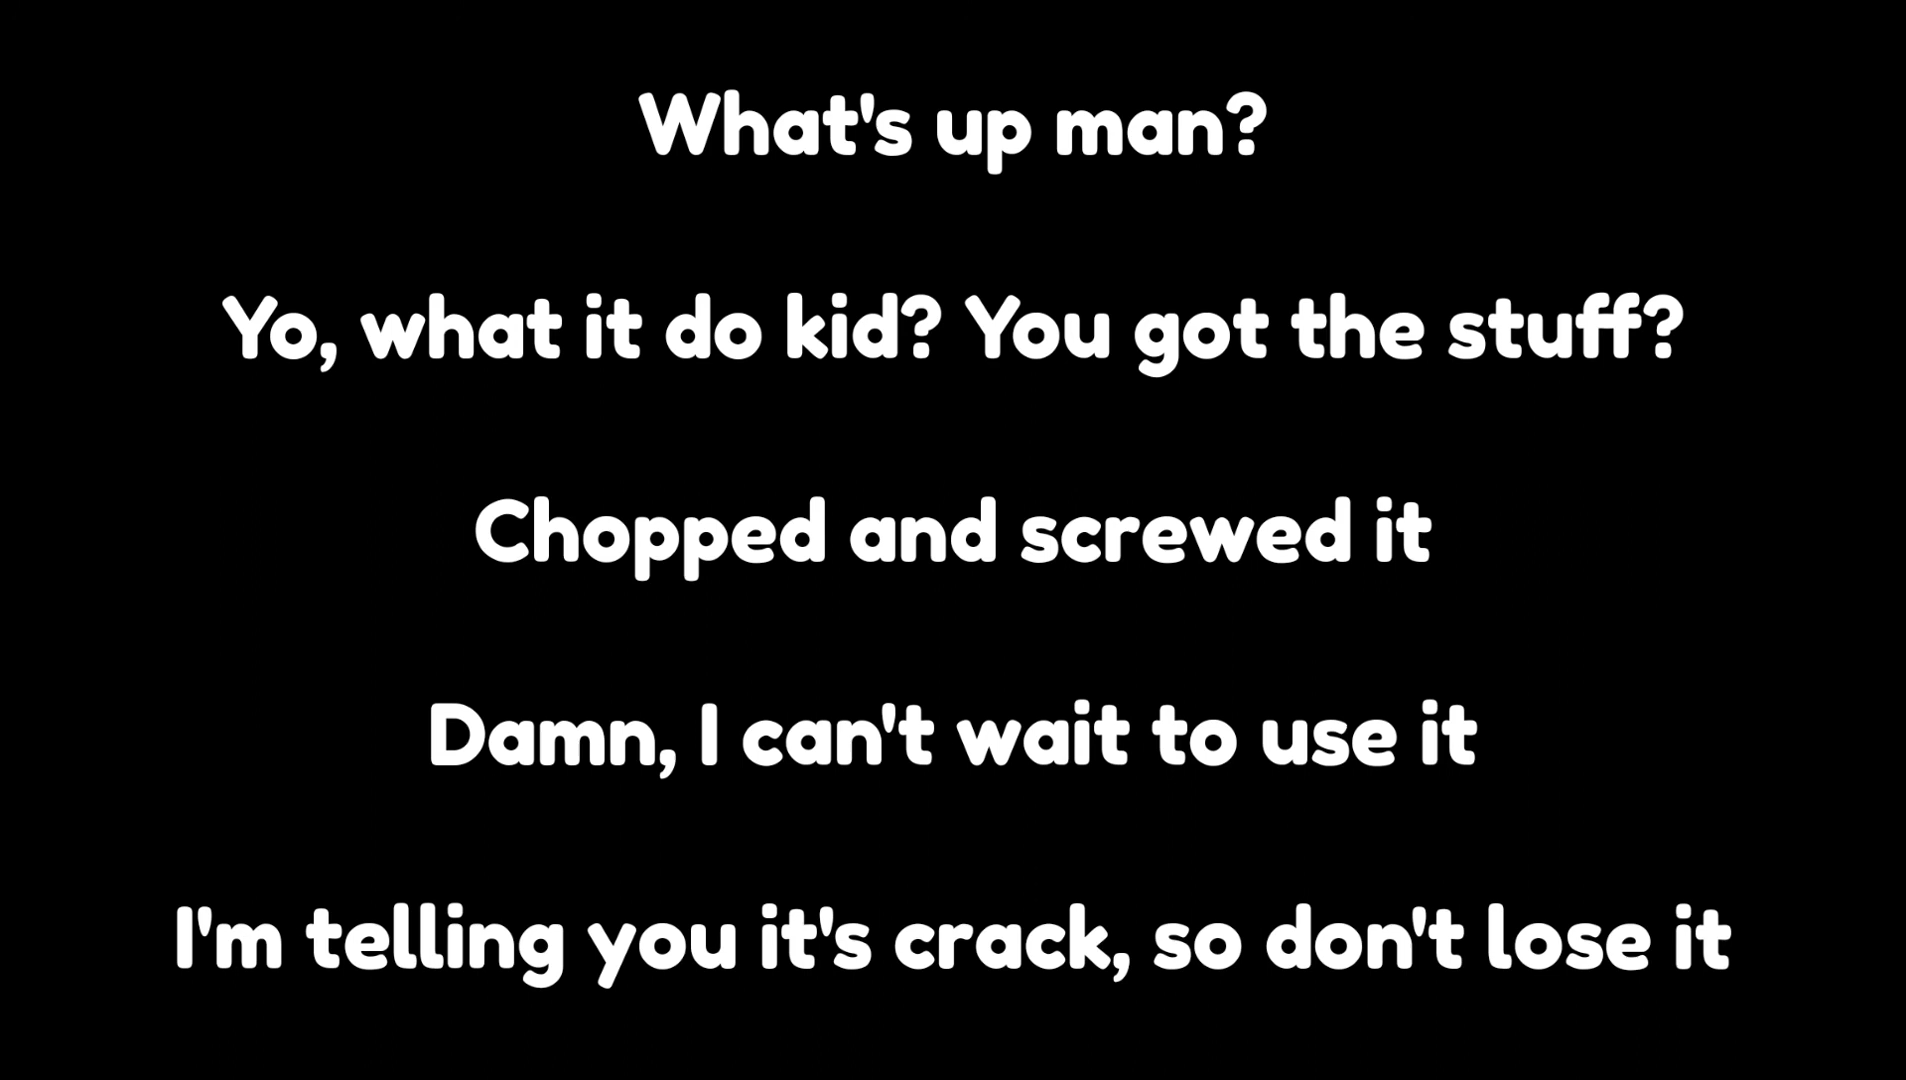 What's up man?
Yo, what it do kid? You got the stuff?
Chopped and screwed it
Damn, I can't wait to use it
I'm telling you it's crack, so don't lose it